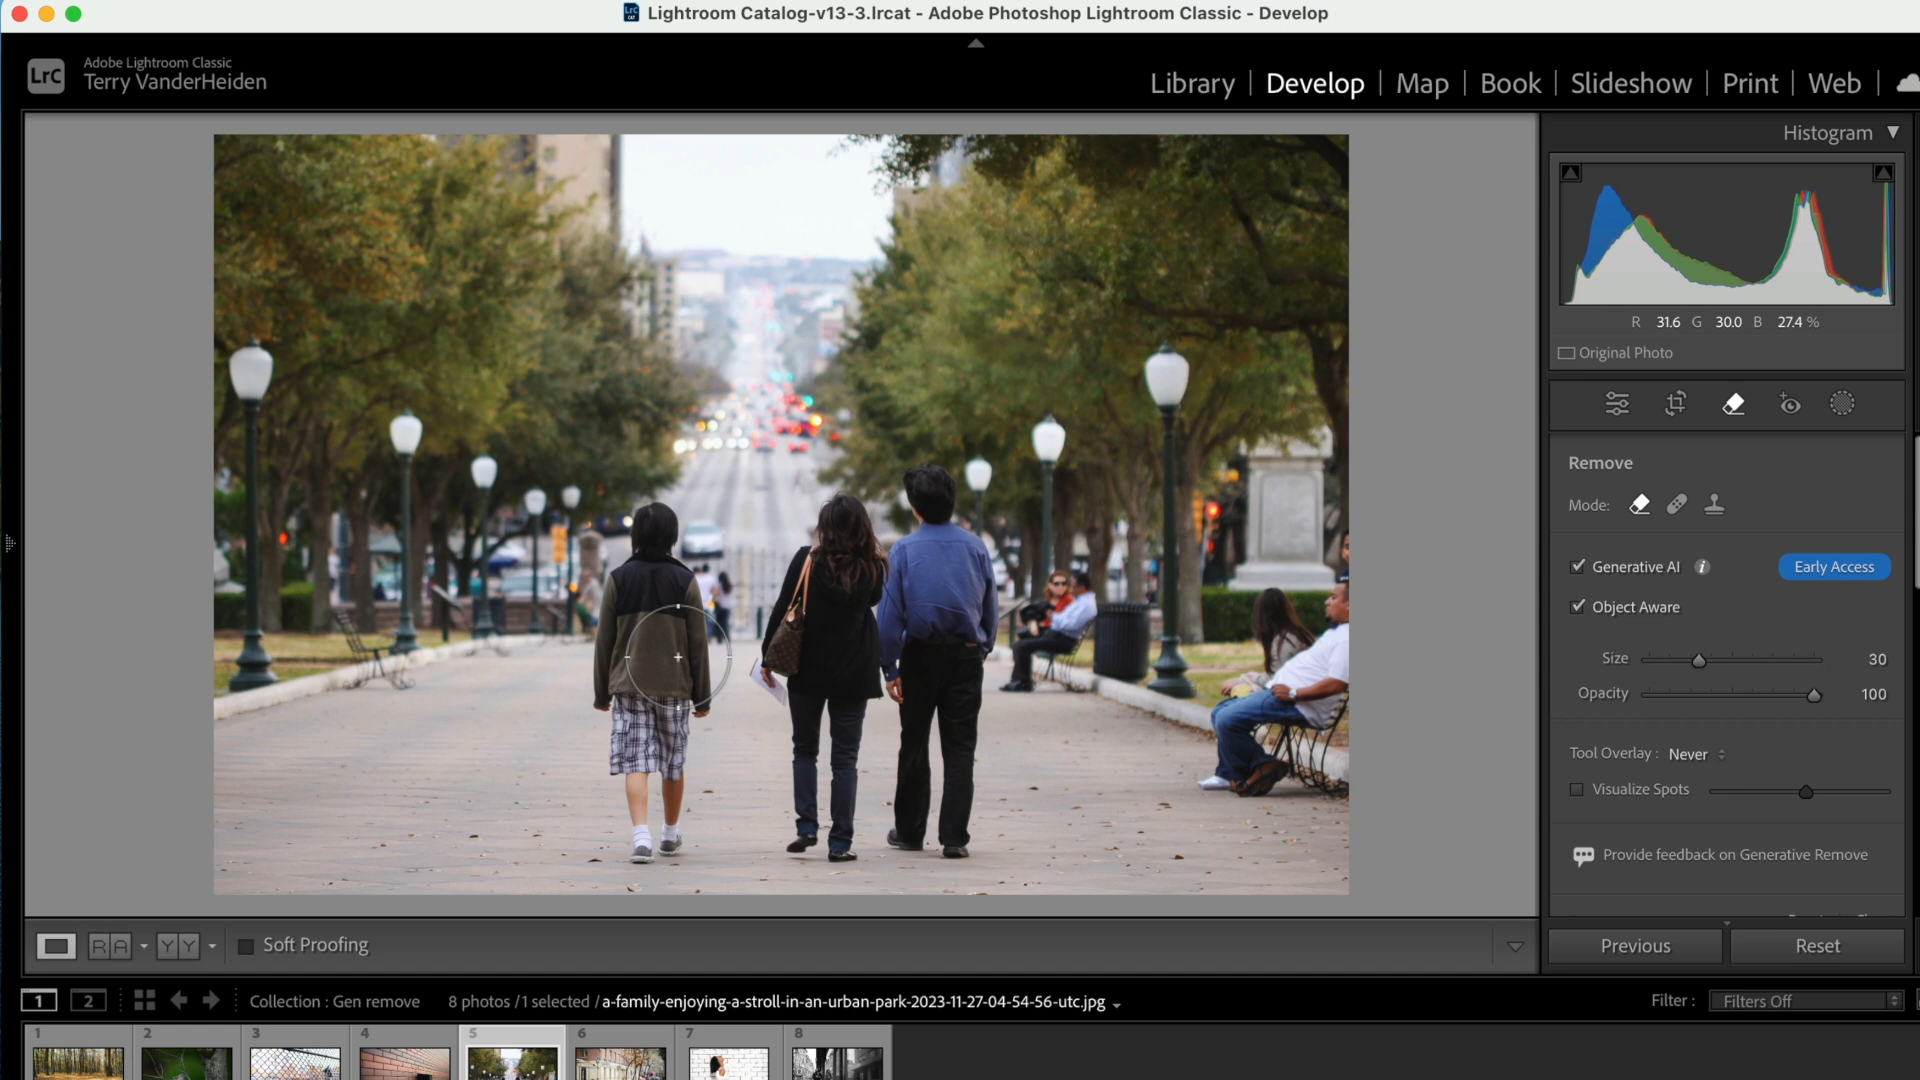 Lightroom Catalog-v13-3.lrcat - Adobe Photoshop Lightroom Classic - Develop
LrC
Adobe Lightroom Classic
Terry VanderHeiden
Library | Develop | Map | Book | Slideshow | Print | Web |
Histogram
R 31.6 G 30.0 B 27.4 %
Original Photo
Remove
Mode:
Generative AI
Early Access
Object Aware
Size 30
Opacity 100
Tool Overlay : Never
Visualize Spots
Provide feedback on Generative Remove
R A Y Y Soft Proofing
Previous Reset
1 2 Collection : Gen remove 8 photos /1 selected /a-family-enjoying-a-stroll-in-an-urban-park-2023-11-27-04-54-56-utc.jpg
Filter : Filters Off
1 2 3 4 5 6 7 8